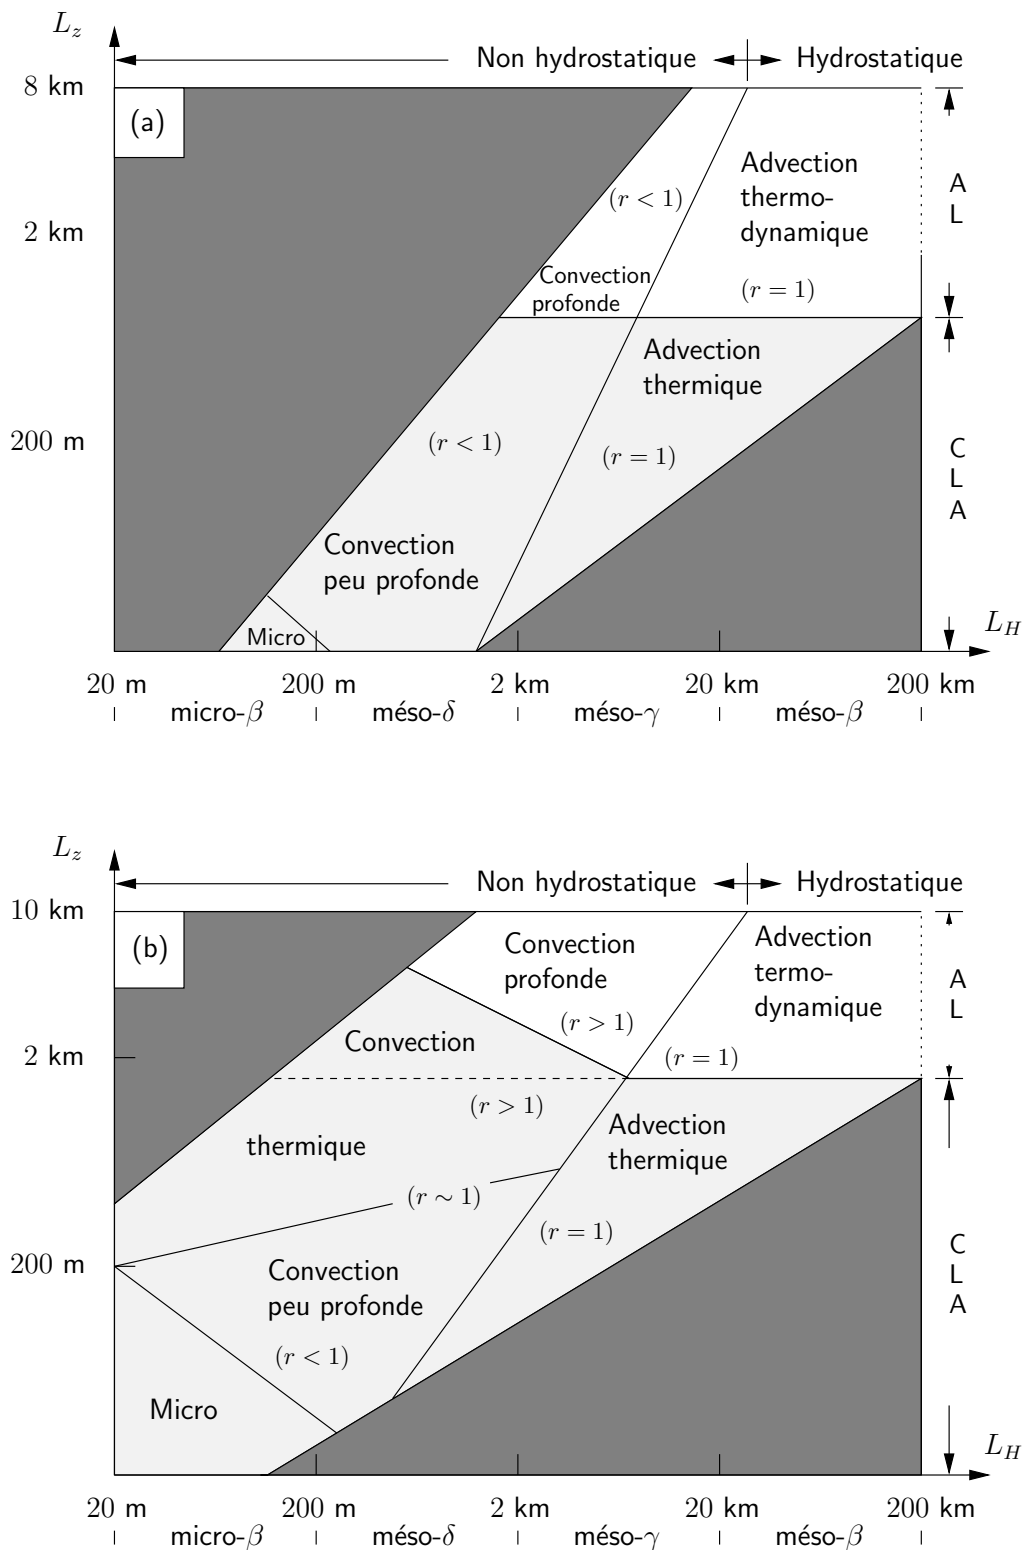 L_z
Non hydrostatique
Hydrostatique
8 km
(a)
Advection
thermo-
dynamique
(r < 1)
A
L
2 km
Convection
profonde
(r = 1)
Advection
thermique
200 m
(r < 1)
(r = 1)
C
L
A
Convection
peu profonde
Micro
L_H
20 m
200 m
2 km
20 km
200 km
micro-β
méso-δ
méso-γ
méso-β
L_z
Non hydrostatique
Hydrostatique
10 km
(b)
Convection
profonde
Advection
termo-
dynamique
A
L
(r > 1)
Convection
2 km
(r = 1)
(r > 1)
Advection
thermique
thermique
(r ∼ 1)
(r = 1)
200 m
C
L
A
Convection
peu profonde
(r < 1)
Micro
L_H
20 m
200 m
2 km
20 km
200 km
micro-β
méso-δ
méso-γ
méso-β